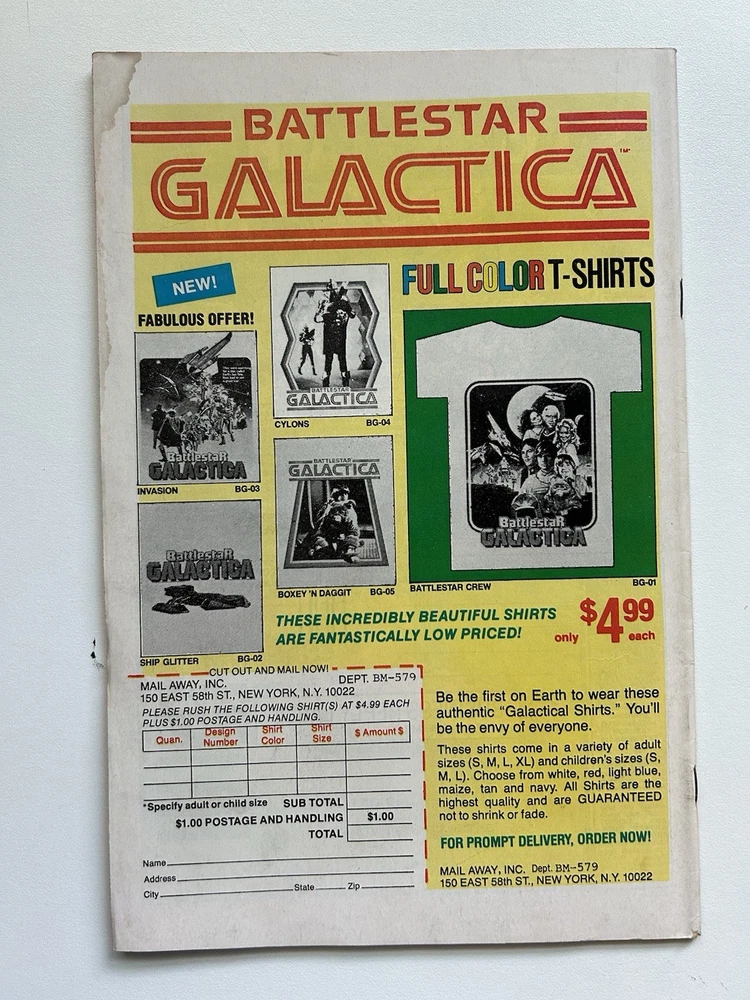 BATTLESTAR
GALACTICA™
NEW!
FABULOUS OFFER!
FULL COLOR T-SHIRTS
BATTLESTAR
GALACTICA
CYLONS BG-04
Battlestar
GALACTICA
INVASION BG-03
BATTLESTAR
GALACTICA
BOXEY 'N DAGGIT BG-05
Battlestar
GALACTICA
BATTLESTAR CREW BG-01
Battlestar
GALACTICA
SHIP GLITTER BG-02
THESE INCREDIBLY BEAUTIFUL SHIRTS
ARE FANTASTICALLY LOW PRICED!
only $4.99 each
CUT OUT AND MAIL NOW!
MAIL AWAY, INC. DEPT. BM-579
150 EAST 58th ST., NEW YORK, N.Y. 10022
PLEASE RUSH THE FOLLOWING SHIRT(S) AT $4.99 EACH
PLUS $1.00 POSTAGE AND HANDLING.
Quan. Design Number Shirt Color Shirt Size $ Amount $
*Specify adult or child size SUB TOTAL
$1.00 POSTAGE AND HANDLING $1.00
TOTAL
Name
Address
City State Zip
Be the first on Earth to wear these
authentic “Galactical Shirts.” You'll
be the envy of everyone.
These shirts come in a variety of adult
sizes (S, M, L, XL) and children's sizes (S,
M, L). Choose from white, red, light blue,
maize, tan and navy. All Shirts are the
highest quality and are GUARANTEED
not to shrink or fade.
FOR PROMPT DELIVERY, ORDER NOW!
MAIL AWAY, INC. Dept. BM-579
150 EAST 58th ST., NEW YORK, N.Y. 10022